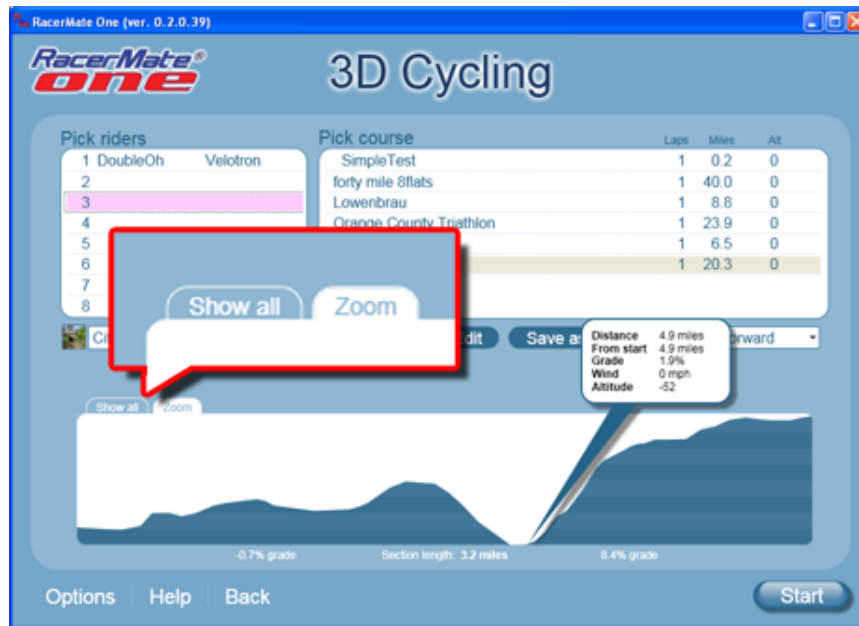 RacerMate One (ver. 0.2.0.39)
RacerMate®
one
3D Cycling
Pick riders
1 DoubleOh Velotron
2
3
4
5
6
7
8
Pick course Laps Miles Alt
SimpleTest 1 0.2 0
forty mile 8flats 1 40.0 0
Lowenbrau 1 8.8 0
Orange County Triathlon 1 23.9 0
1 6.5 0
1 20.3 0
Show all Zoom
Save
Distance 4.9 miles
From start 4.9 miles
Grade 1.9%
Wind 0 mph
Altitude -52
Show all Zoom
-0.7% grade Section length: 3.2 miles 8.4% grade
Options Help Back Start